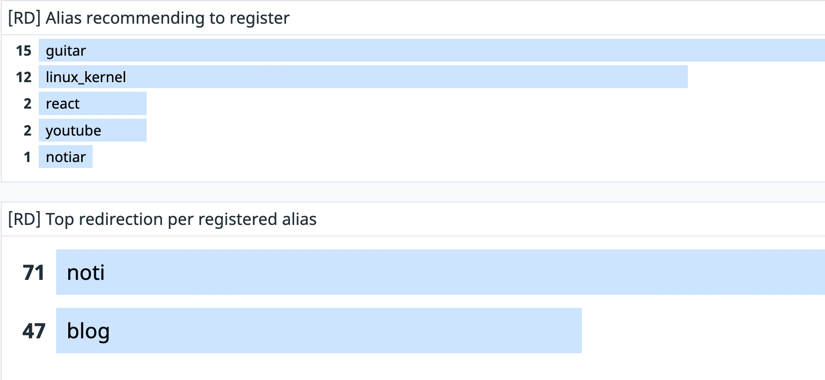 [RD] Alias recommending to register
15 guitar
12 linux_kernel
2 react
2 youtube
1 notiar
[RD] Top redirection per registered alias
71 noti
47 blog